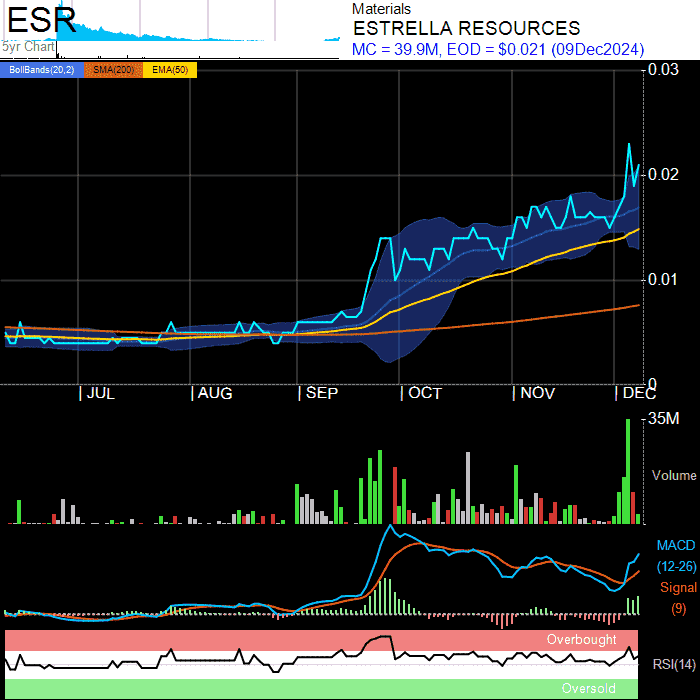 ESR
5yr Chart
Materials
ESTRELLA RESOURCES
MC = 39.9M, EOD = $0.021 (09Dec2024)
BollBands(20,2) SMA(200) EMA(50)
0.03
0.02
0.01
0
| JUL | AUG | SEP | OCT | NOV | DEC
35M
Volume
MACD
(12-26)
Signal
(9)
Overbought
RSI(14)
Oversold